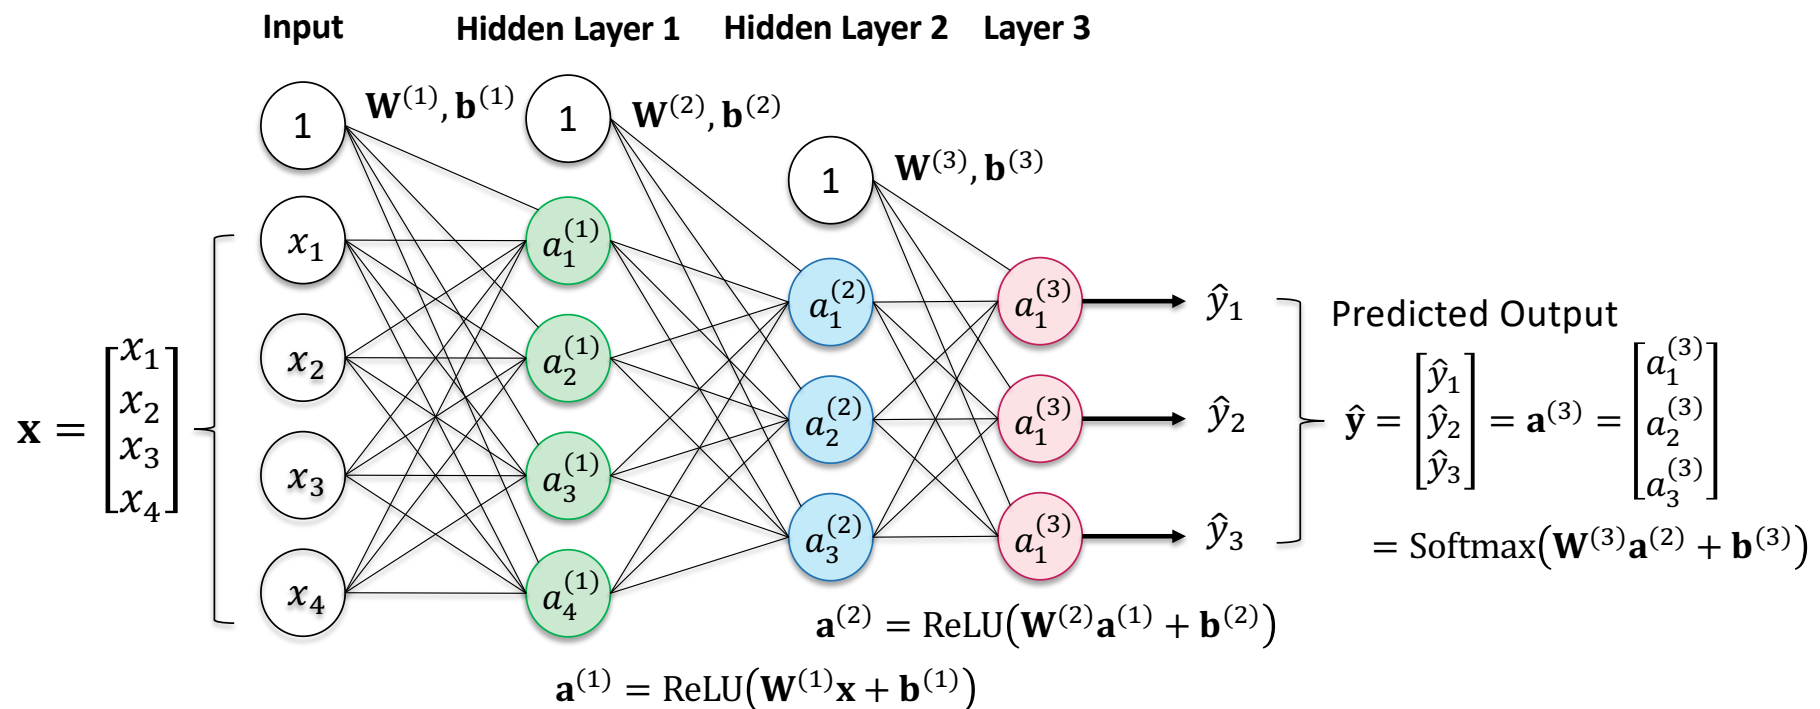 Input Hidden Layer 1 Hidden Layer 2 Layer 3
1 𝐖⁽¹⁾, 𝐛⁽¹⁾ 1 𝐖⁽²⁾, 𝐛⁽²⁾
1 𝐖⁽³⁾, 𝐛⁽³⁾
x₁ a₁⁽¹⁾
a₁⁽²⁾ a₁⁽³⁾ ŷ₁
x₂ a₂⁽¹⁾
a₂⁽²⁾ a₁⁽³⁾ ŷ₂
x₃ a₃⁽¹⁾
a₃⁽²⁾ a₁⁽³⁾ ŷ₃
x₄ a₄⁽¹⁾
𝐱 = [x₁ x₂ x₃ x₄]
Predicted Output
𝐲̂ = [ŷ₁ ŷ₂ ŷ₃] = 𝐚⁽³⁾ = [a₁⁽³⁾ a₂⁽³⁾ a₃⁽³⁾]
= Softmax(𝐖⁽³⁾𝐚⁽²⁾ + 𝐛⁽³⁾)
𝐚⁽²⁾ = ReLU(𝐖⁽²⁾𝐚⁽¹⁾ + 𝐛⁽²⁾)
𝐚⁽¹⁾ = ReLU(𝐖⁽¹⁾𝐱 + 𝐛⁽¹⁾)